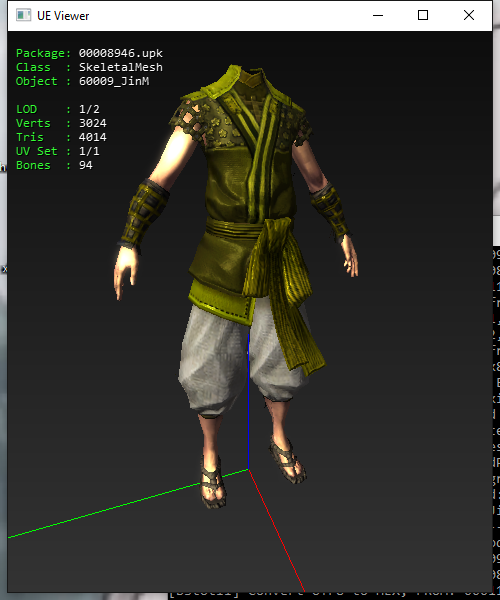 UE Viewer
Package: 00008946.upk
Class : SkeletalMesh
Object : 60009_JinM
LOD : 1/2
Verts : 3024
Tris : 4014
UV Set : 1/1
Bones : 94